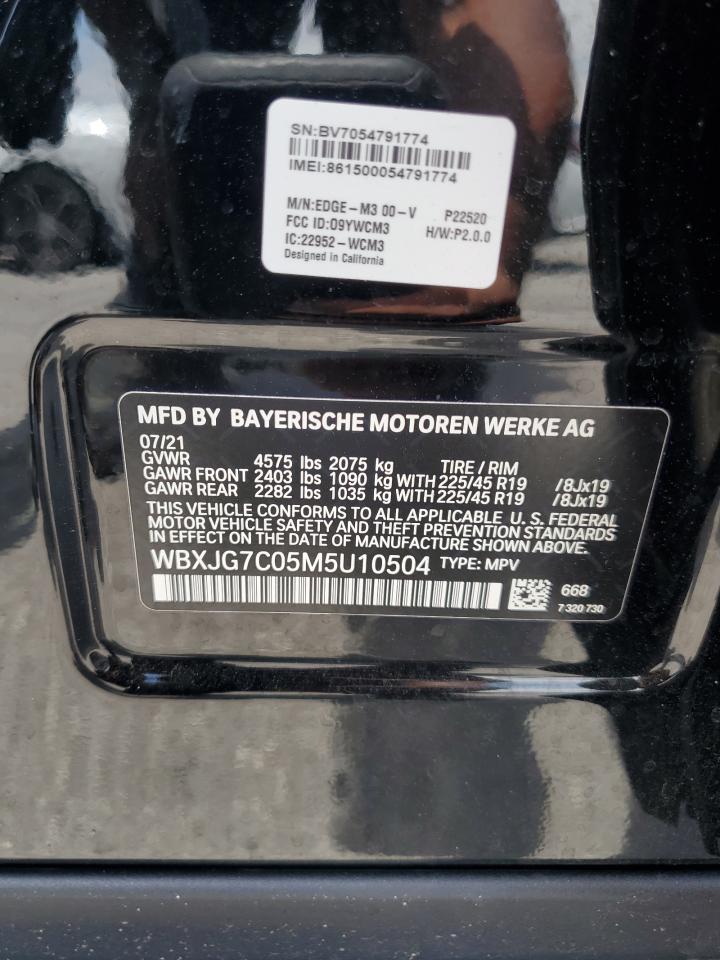 SN:BV7054791774
IMEI:861500054791774
M/N:EDGE-M3 00-V P22520
FCC ID:O9YWCM3 H/W:P2.0.0
IC:22952-WCM3
Designed in California
MFD BY BAYERISCHE MOTOREN WERKE AG
07/21
GVWR 4575 lbs 2075 kg TIRE / RIM
GAWR FRONT 2403 lbs 1090 kg WITH 225/45 R19 /8Jx19
GAWR REAR 2282 lbs 1035 kg WITH 225/45 R19 /8Jx19
THIS VEHICLE CONFORMS TO ALL APPLICABLE U. S. FEDERAL
MOTOR VEHICLE SAFETY AND THEFT PREVENTION STANDARDS
IN EFFECT ON THE DATE OF MANUFACTURE SHOWN ABOVE.
WBXJG7C05M5U10504 TYPE: MPV
668
7 320 730